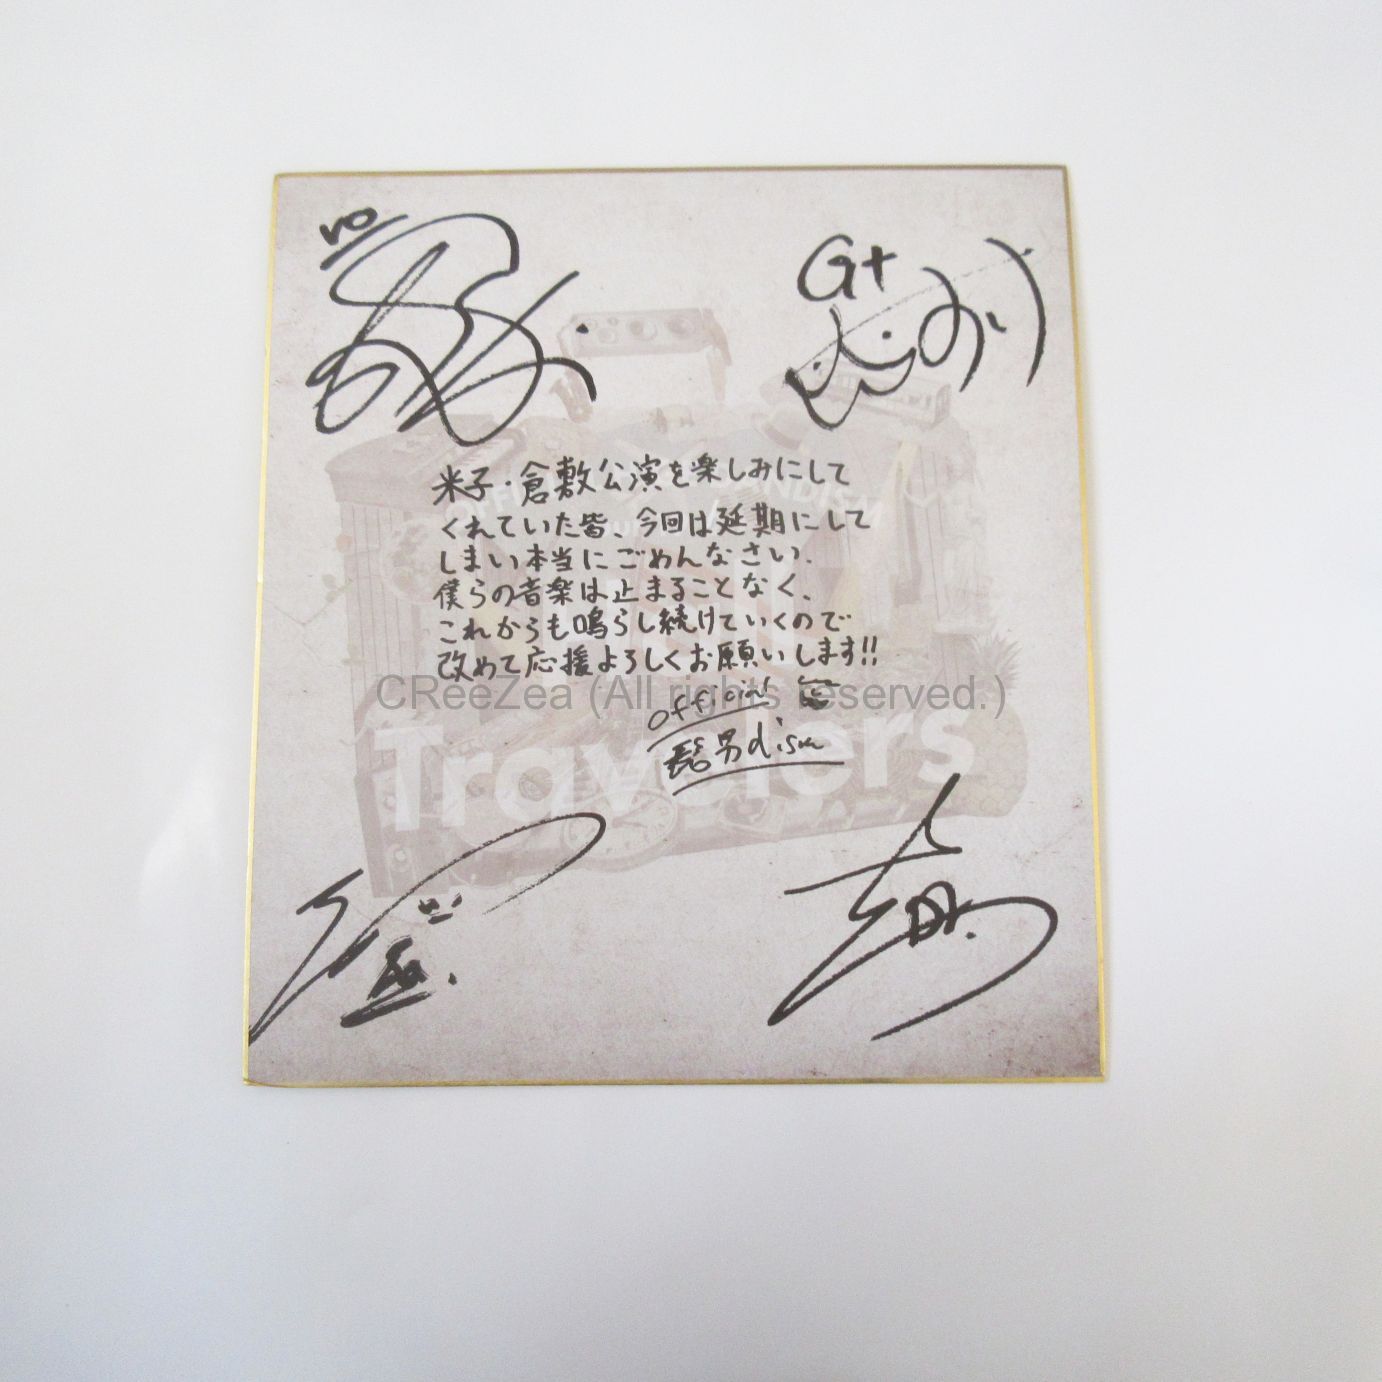 vo
Gt
米子・倉敷公演を楽しみにして
くれていた皆、今回は延期にして
しまい本当にごめんなさい.
僕らの音楽は止まることなく、
これからも鳴らし続けていくので
改めて応援よろしくお願いします!!
CReeZea (All rights reserved.)
official
髭男dism
Travelers